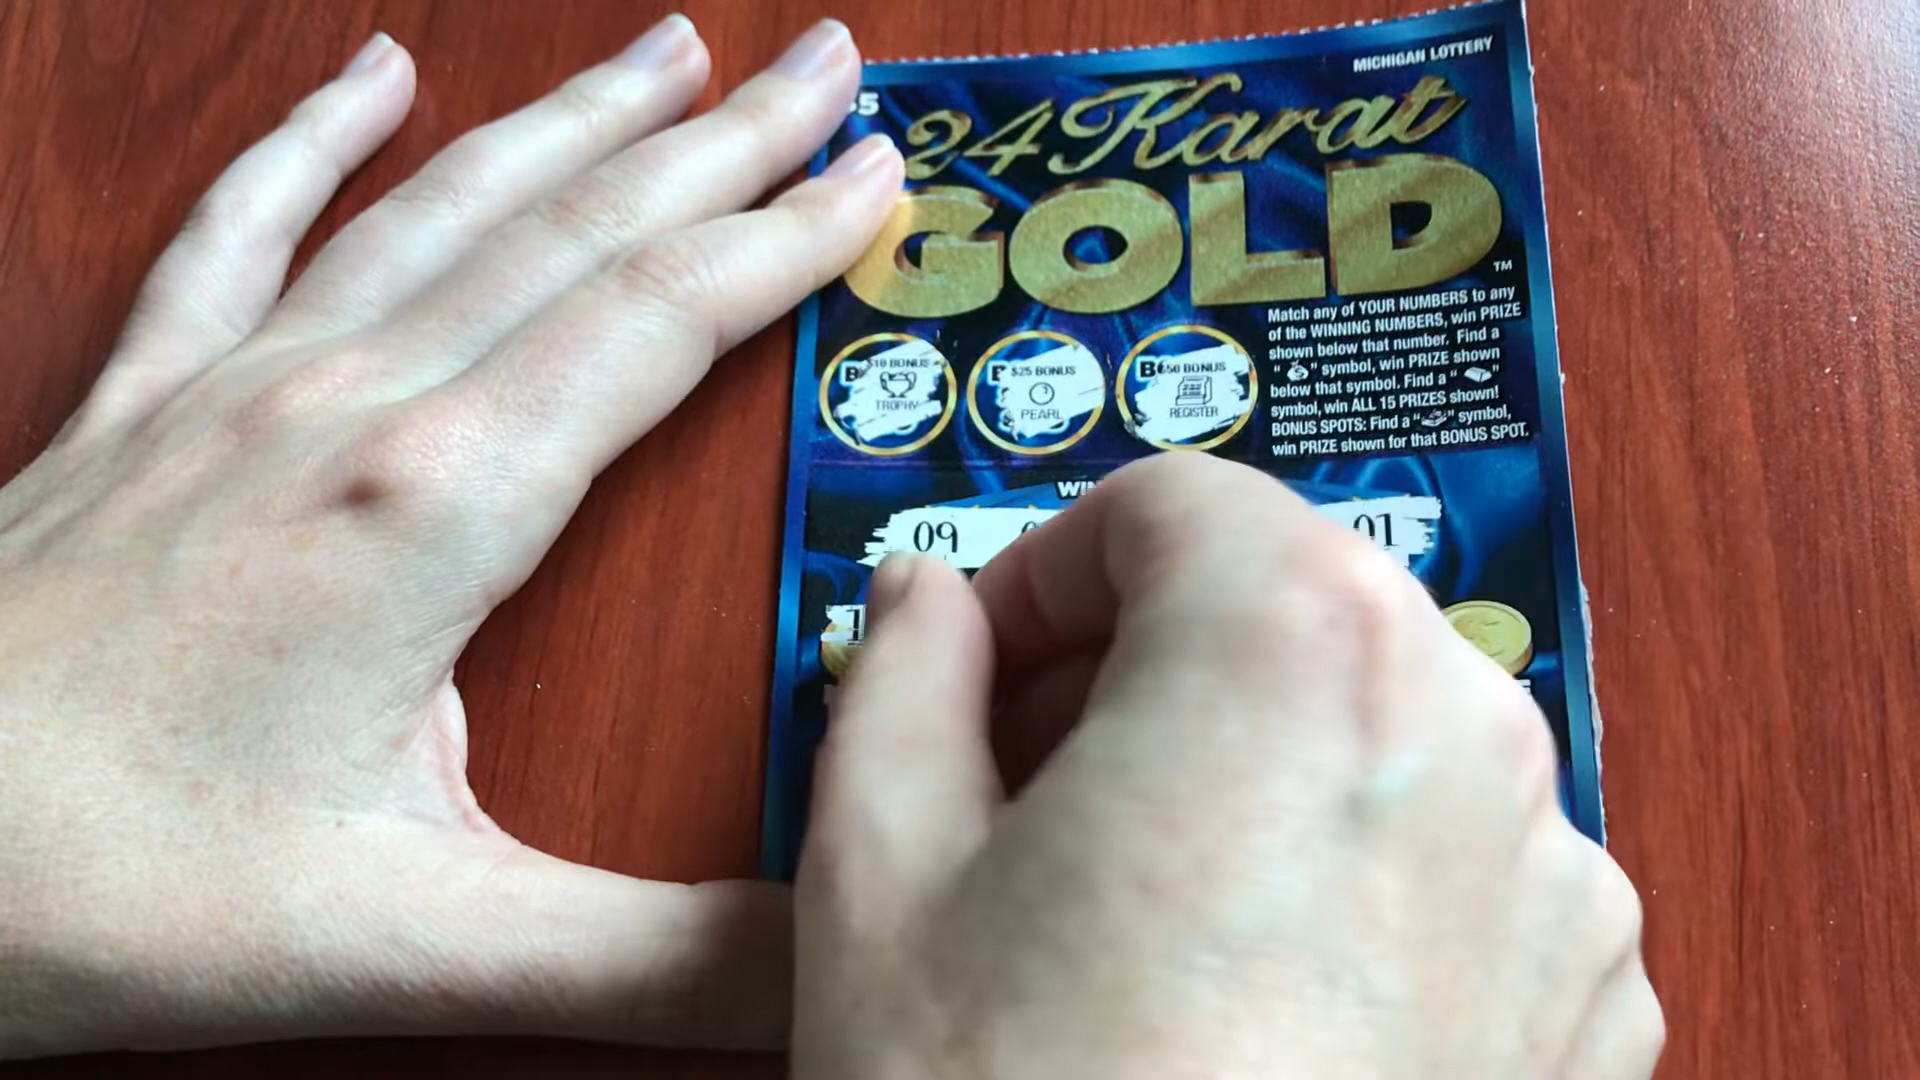 MICHIGAN LOTTERY
$5
24 Karat
GOLD
TM
Match any of YOUR NUMBERS to any
of the WINNING NUMBERS, win PRIZE
shown below that number. Find a
" " symbol, win PRIZE shown
below that symbol. Find a " "
symbol, win ALL 15 PRIZES shown!
BONUS SPOTS: Find a " " symbol,
win PRIZE shown for that BONUS SPOT.
$10 BONUS
TROPHY
$25 BONUS
PEARL
$50 BONUS
REGISTER
09 01